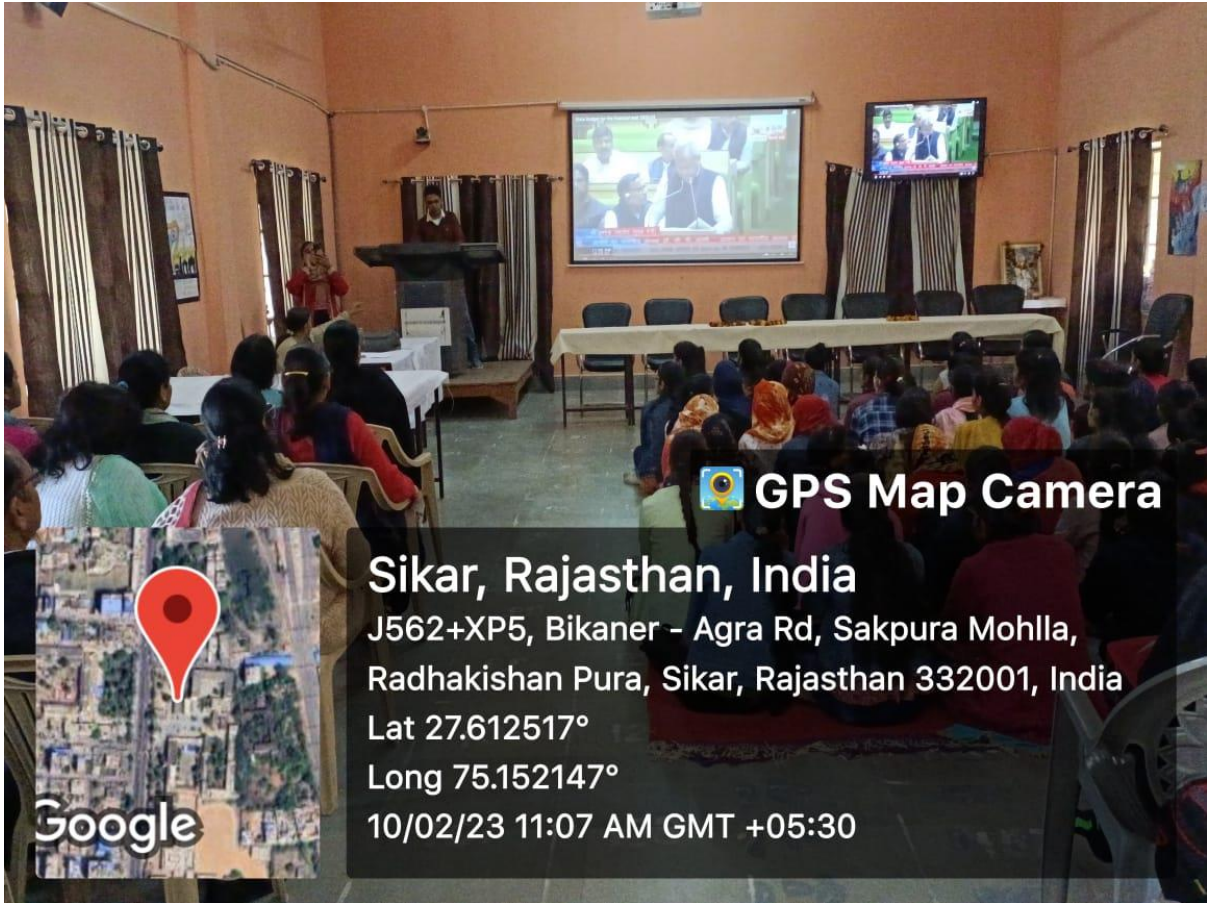 GPS Map Camera
Sikar, Rajasthan, India
J562+XP5, Bikaner - Agra Rd, Sakpura Mohlla,
Radhakishan Pura, Sikar, Rajasthan 332001, India
Lat 27.612517°
Long 75.152147°
10/02/23 11:07 AM GMT +05:30
Google